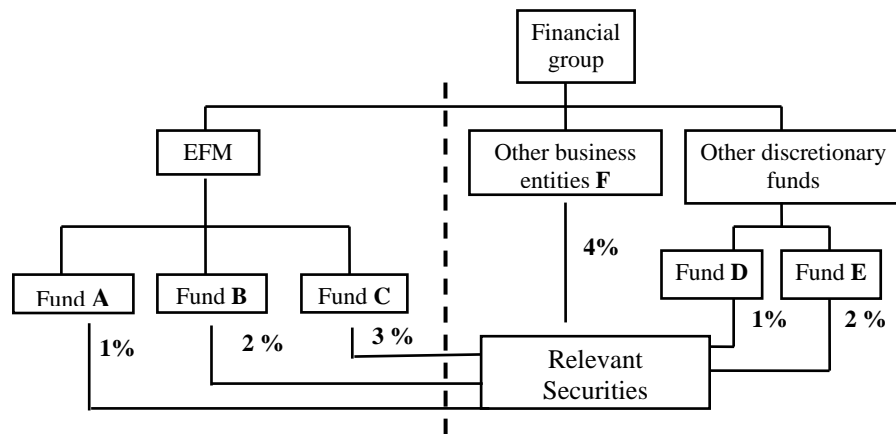 Financial
group
EFM
Other business
entities F
Other discretionary
funds
4%
Fund A
Fund B
Fund C
Fund D
Fund E
1%
2 %
3 %
1%
2 %
Relevant
Securities